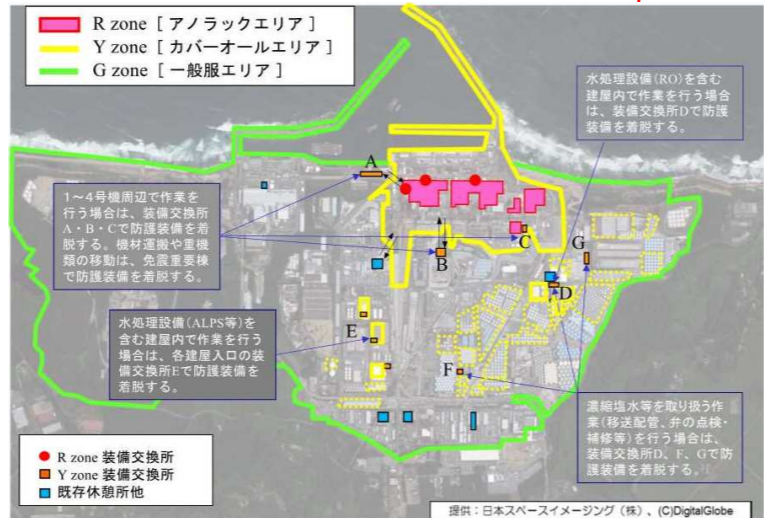 R zone [ アノラックエリア ]
Y zone [ カバーオールエリア ]
G zone [ 一般服エリア ]
水処理設備(RO)を含む
建屋内で作業を行う場合
は、装備交換所Dで防護
装備を着脱する。
A
1～4号機周辺で作業を
行う場合は、装備交換所
A・B・Cで防護装備を着
脱する。機材運搬や重機
類の移動は、免震重要棟
で防護装備を着脱する。
C
G
B
D
水処理設備(ALPS等)を
含む建屋内で作業を行う
場合は、各建屋入口の装
備交換所Eで防護装備を
着脱する。
E
F
濃縮塩水等を取り扱う作
業(移送配管、弁の点検・
補修等)を行う場合は、
装備交換所D、F、Gで防
護装備を着脱する。
R zone 装備交換所
Y zone 装備交換所
既存休憩所他
提供：日本スペースイメージング（株）、(C)DigitalGlobe